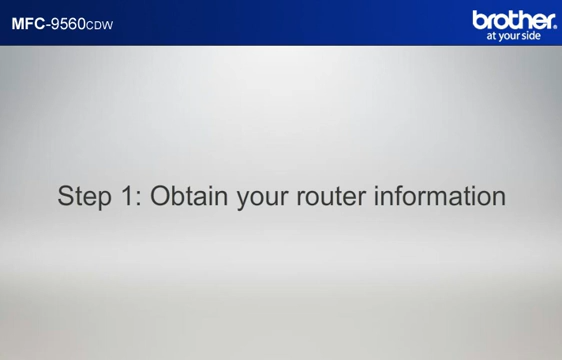 MFC-9560CDW
brother.
at your side
Step 1: Obtain your router information